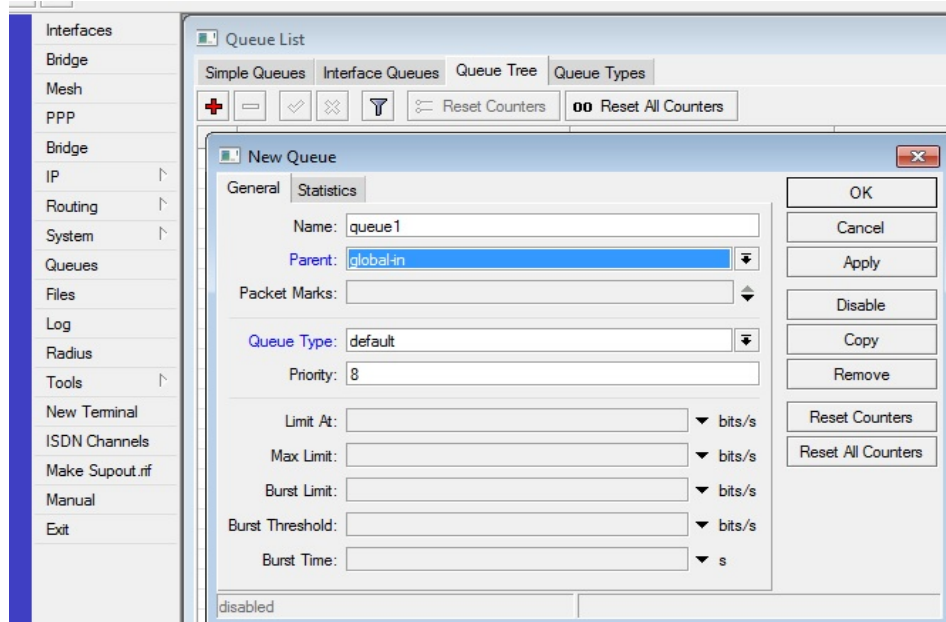 Interfaces
Bridge
Mesh
PPP
Bridge
IP
Routing
System
Queues
Files
Log
Radius
Tools
New Terminal
ISDN Channels
Make Supout.rif
Manual
Exit
Queue List
Simple Queues Interface Queues Queue Tree Queue Types
Reset Counters 00 Reset All Counters
New Queue
General Statistics
Name: queue1
Parent: global-in
Packet Marks:
Queue Type: default
Priority: 8
Limit At: bits/s
Max Limit: bits/s
Burst Limit: bits/s
Burst Threshold: bits/s
Burst Time: s
OK
Cancel
Apply
Disable
Copy
Remove
Reset Counters
Reset All Counters
disabled